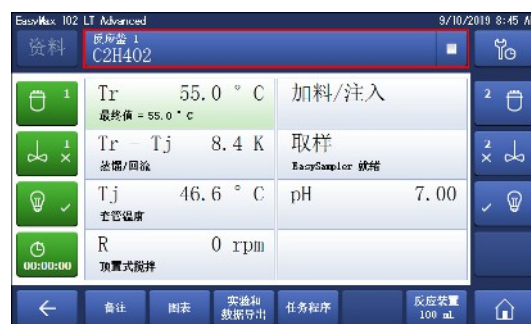 EasyMax 102 LT Advanced 9/10/2019 8:45 A
资料
反应釜 1
C2H4O2
1
Tr 55.0 ° C
最终值 = 55.0 ° C
加料/注入
2
1
Tr - Tj 8.4 K
蒸馏/回流
取样
EasySampler 就绪
2
Tj 46.6 ° C
套管温度
pH 7.00
00:00:00
R 0 rpm
顶置式搅拌
备注
图表
实验和
数据导出
任务程序
反应装置
100 mL